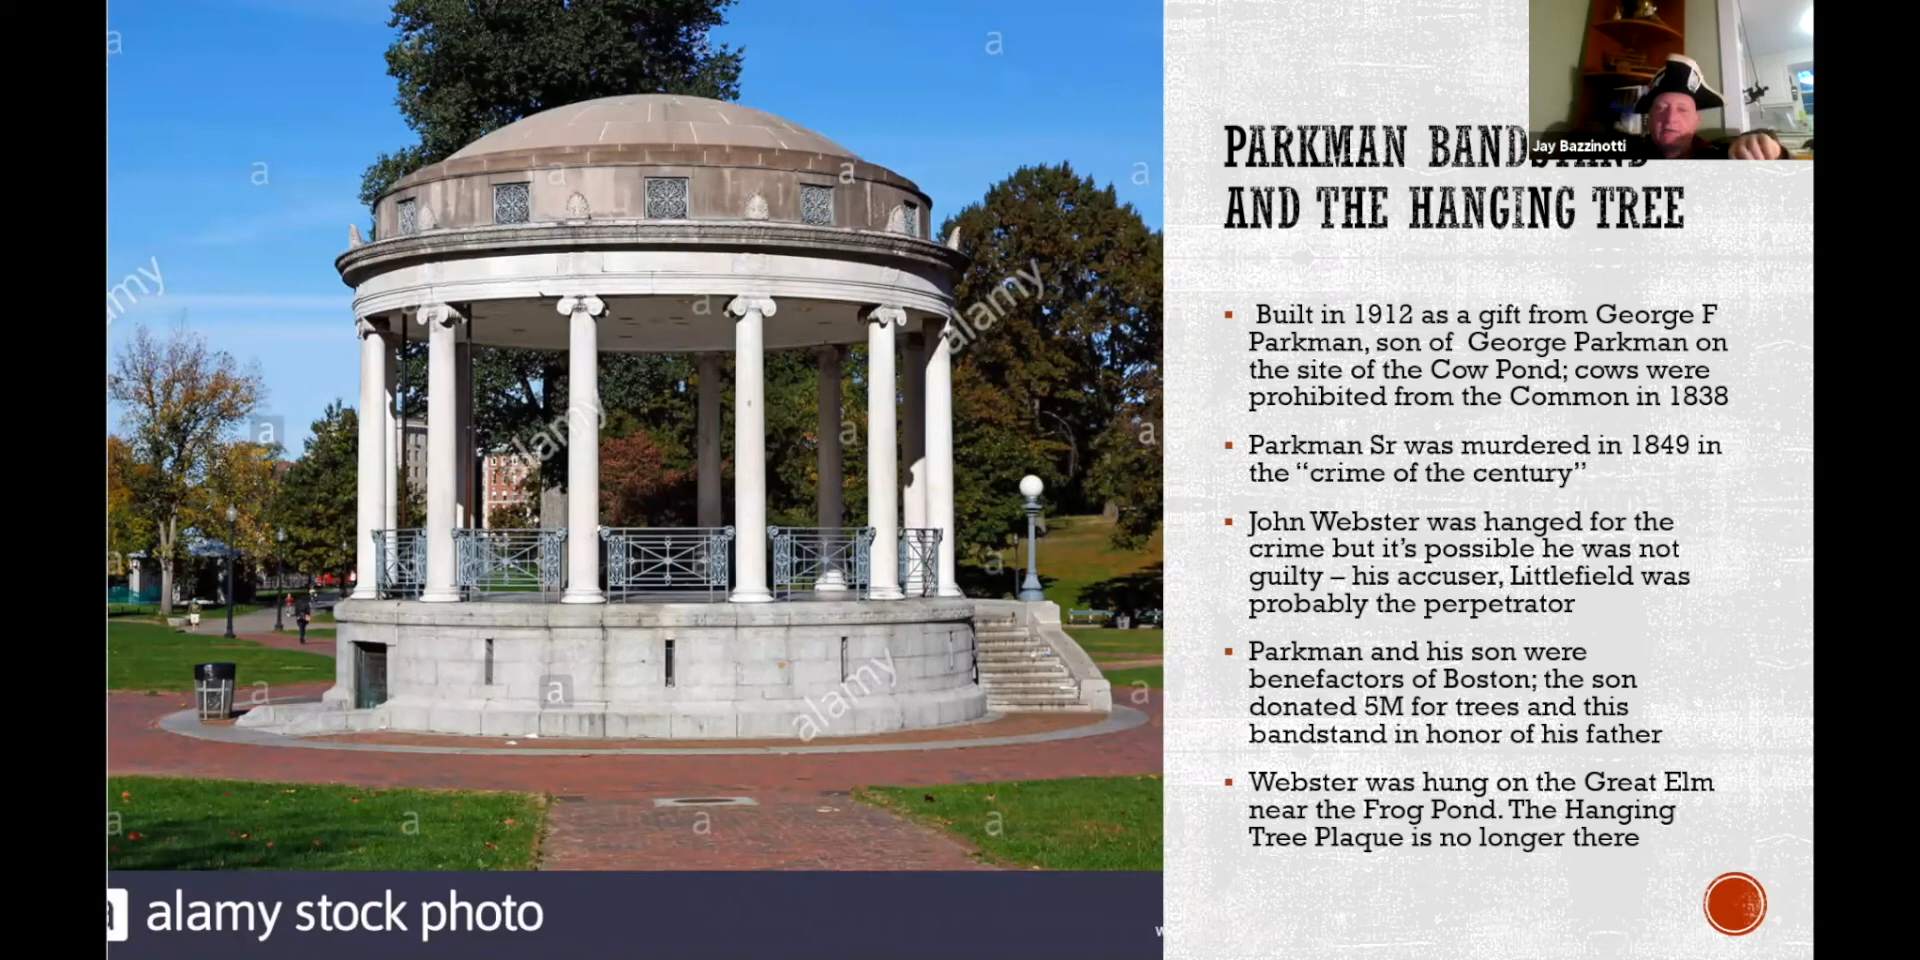 PARKMAN BANDSTAND
AND THE HANGING TREE
Jay Bazzinotti
Built in 1912 as a gift from George F
Parkman, son of George Parkman on
the site of the Cow Pond; cows were
prohibited from the Common in 1838
Parkman Sr was murdered in 1849 in
the “crime of the century”
John Webster was hanged for the
crime but it’s possible he was not
guilty – his accuser, Littlefield was
probably the perpetrator
Parkman and his son were
benefactors of Boston; the son
donated 5M for trees and this
bandstand in honor of his father
Webster was hung on the Great Elm
near the Frog Pond. The Hanging
Tree Plaque is no longer there
alamy
alamy
alamy
alamy
a alamy stock photo